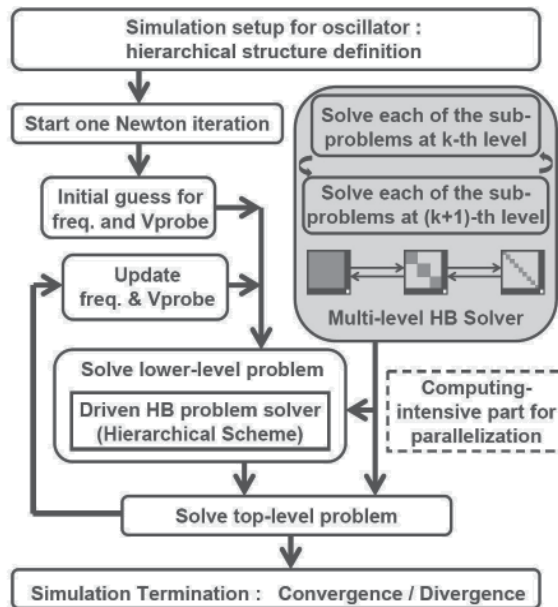 Simulation setup for oscillator :
hierarchical structure definition
Start one Newton iteration
Initial guess for
freq. and Vprobe
Update
freq. & Vprobe
Solve each of the sub-
problems at k-th level
Solve each of the sub-
problems at (k+1)-th level
Multi-level HB Solver
Solve lower-level problem
Driven HB problem solver
(Hierarchical Scheme)
Computing-
intensive part for
parallelization
Solve top-level problem
Simulation Termination : Convergence / Divergence